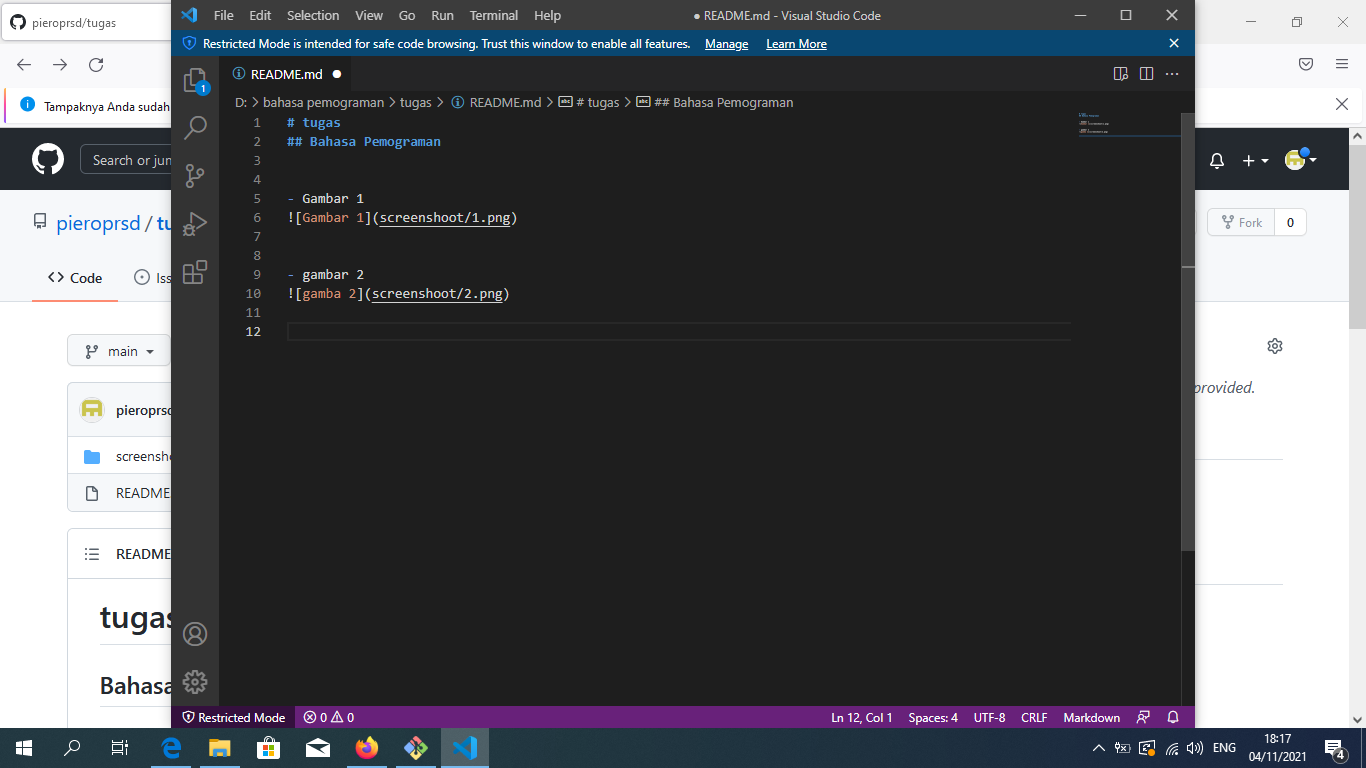 pieroprsd/tugas
Tampaknya Anda sudah
Search or jum
pieroprsd / tu
Code
Iss
main
pieroprsd
screensho
README
README
tugas
Bahasa
Fork
0
provided.
File Edit Selection View Go Run Terminal Help
● README.md - Visual Studio Code
Restricted Mode is intended for safe code browsing. Trust this window to enable all features. Manage Learn More
1
README.md
D: > bahasa pemograman > tugas > README.md > # tugas > ## Bahasa Pemograman
1 # tugas
2 ## Bahasa Pemograman
3
4
5 - Gambar 1
6 ![Gambar 1](screenshoot/1.png)
7
8
9 - gambar 2
10 ![gamba 2](screenshoot/2.png)
11
12
Restricted Mode 0 0 Ln 12, Col 1 Spaces: 4 UTF-8 CRLF Markdown
ENG
18:17
04/11/2021
4